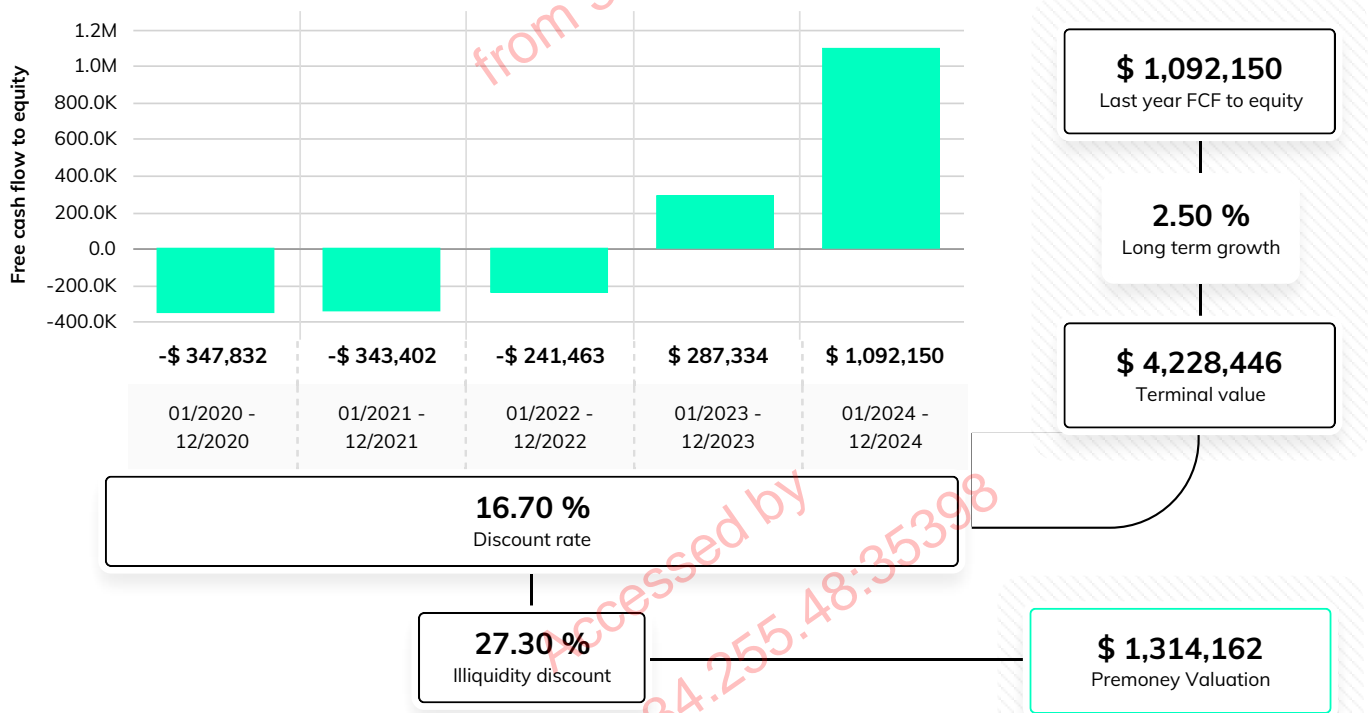 Free cash flow to equity
1.2M
1.0M
800.0K
600.0K
400.0K
200.0K
0.0
-200.0K
-400.0K
-$ 347,832
-$ 343,402
-$ 241,463
$ 287,334
$ 1,092,150
01/2020 -
12/2020
01/2021 -
12/2021
01/2022 -
12/2022
01/2023 -
12/2023
01/2024 -
12/2024
16.70 %
Discount rate
27.30 %
Illiquidity discount
$ 1,092,150
Last year FCF to equity
2.50 %
Long term growth
$ 4,228,446
Terminal value
$ 1,314,162
Premoney Valuation
from
Accessed by
34.255.48:35398